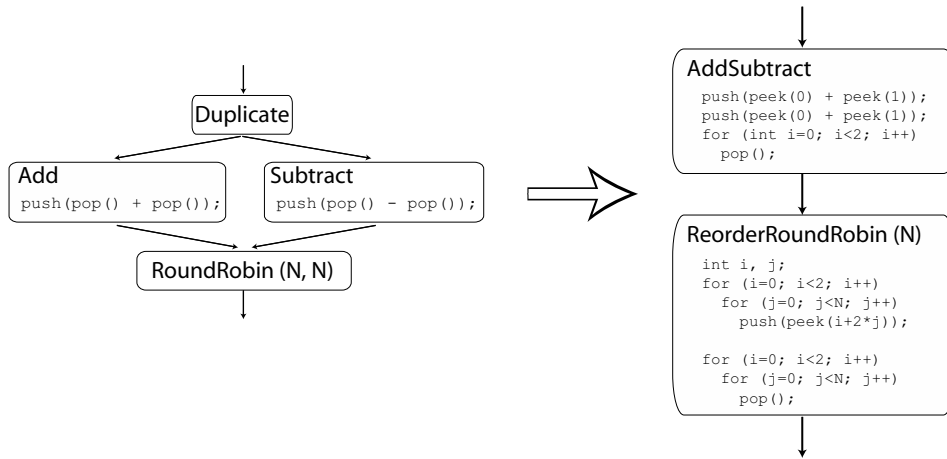 Duplicate
Add
push(pop() + pop());
Subtract
push(pop() - pop());
RoundRobin (N, N)
AddSubtract
push(peek(0) + peek(1));
push(peek(0) + peek(1));
for (int i=0; i<2; i++)
pop();
ReorderRoundRobin (N)
int i, j;
for (i=0; i<2; i++)
for (j=0; j<N; j++)
push(peek(i+2*j));
for (i=0; i<2; i++)
for (j=0; j<N; j++)
pop();